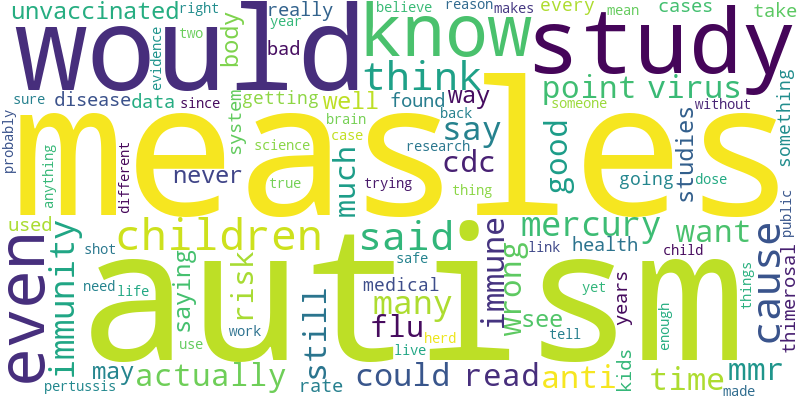 unvaccinated right really believe reason makes every mean cases take
would two year know study
evidence body bad think point virus something
sure disease data since getting well found way someone without
probably measles system brain case back say studies
anything different never science true research trying much cdc thing good going dose public
used children said mercury want cause
even immunity shot saying risk safe medical immune wrong link health child things thimerosal
need life still many see years yet
work flu herd tell enough kids
autism
use live
pertussis may actually rate could read anti time mmr made